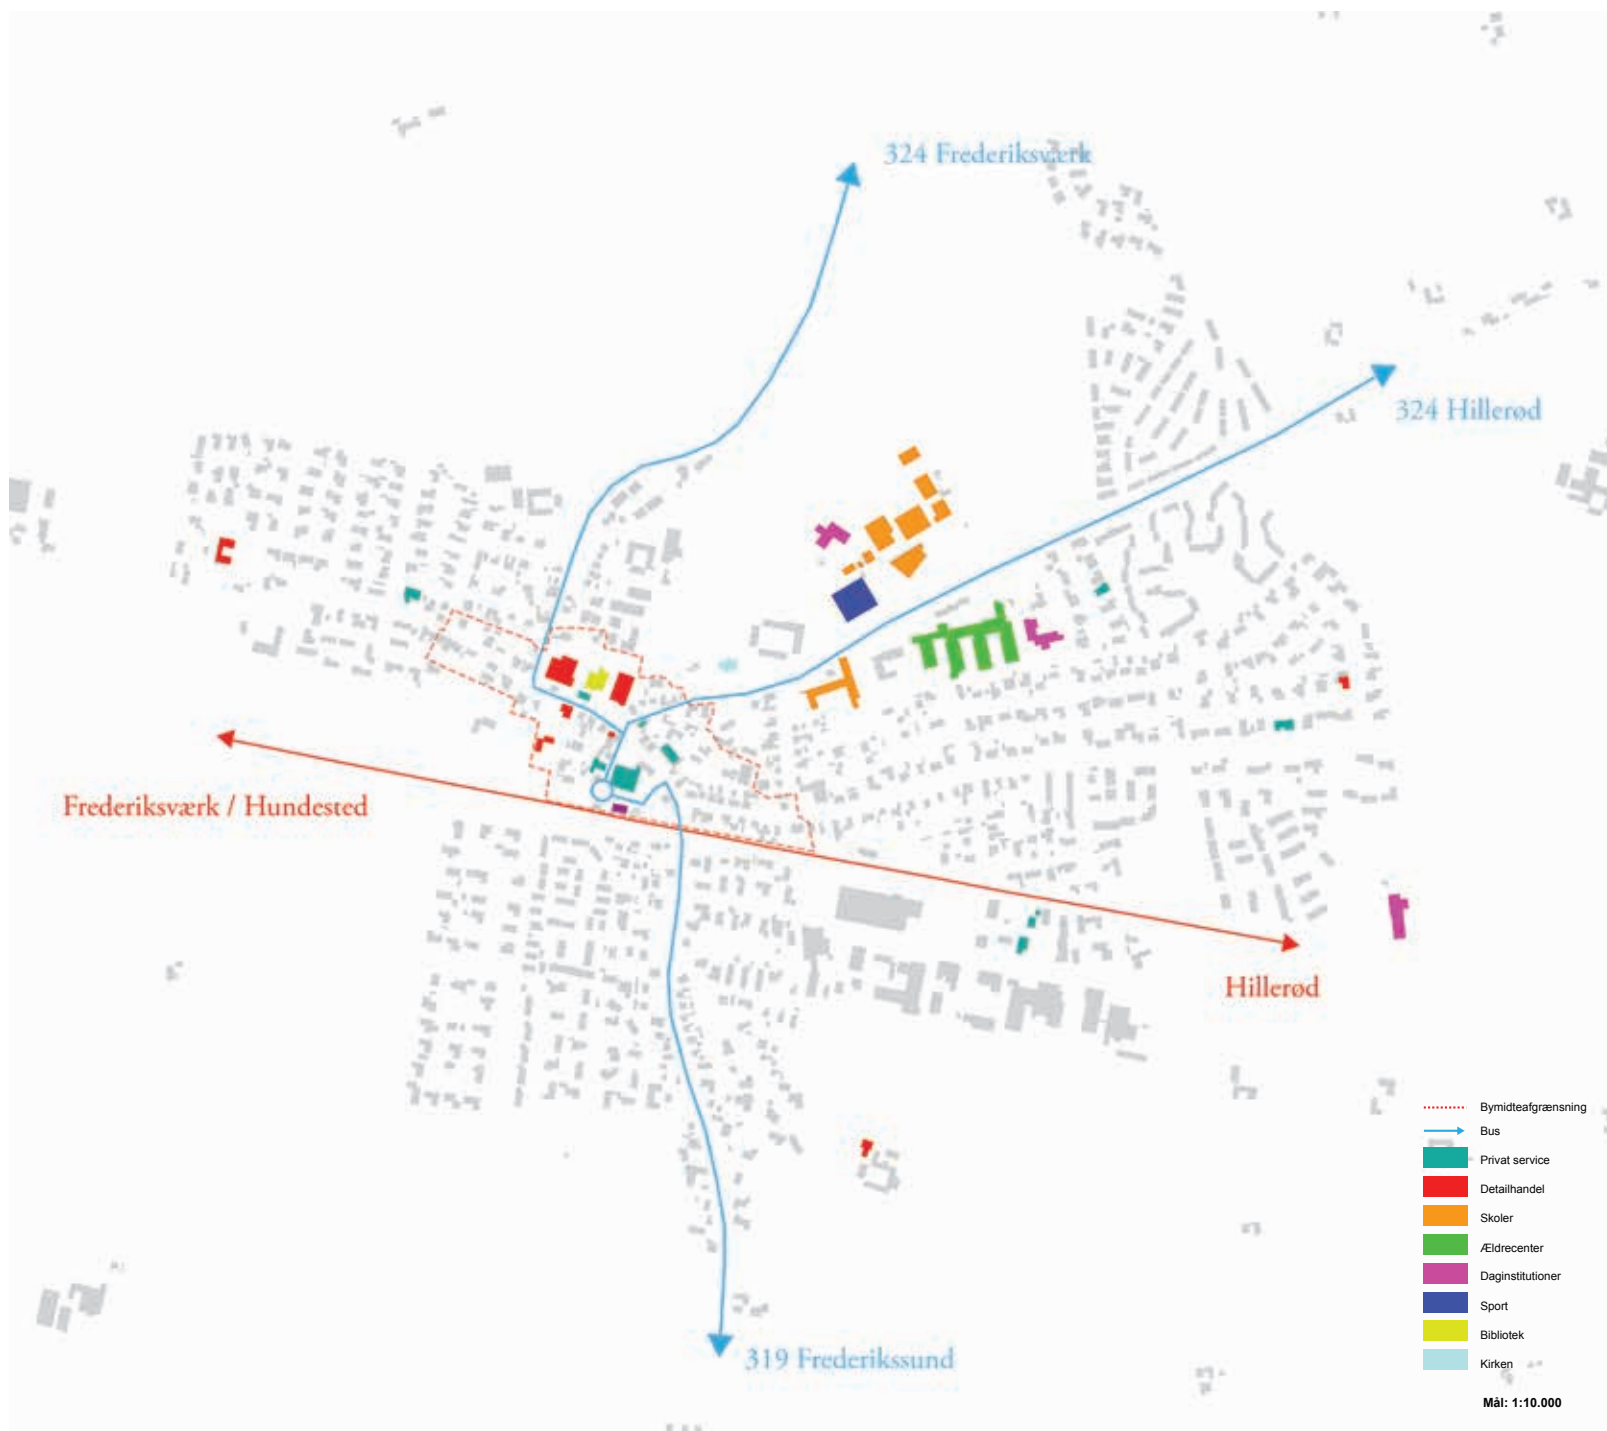 324 Frederiksværk
324 Hillerød
Frederiksværk / Hundested
Hillerød
319 Frederikssund
Bymidteafgrænsning
Bus
Privat service
Detailhandel
Skoler
Ældrecenter
Daginstitutioner
Sport
Bibliotek
Kirken
Mål: 1:10.000